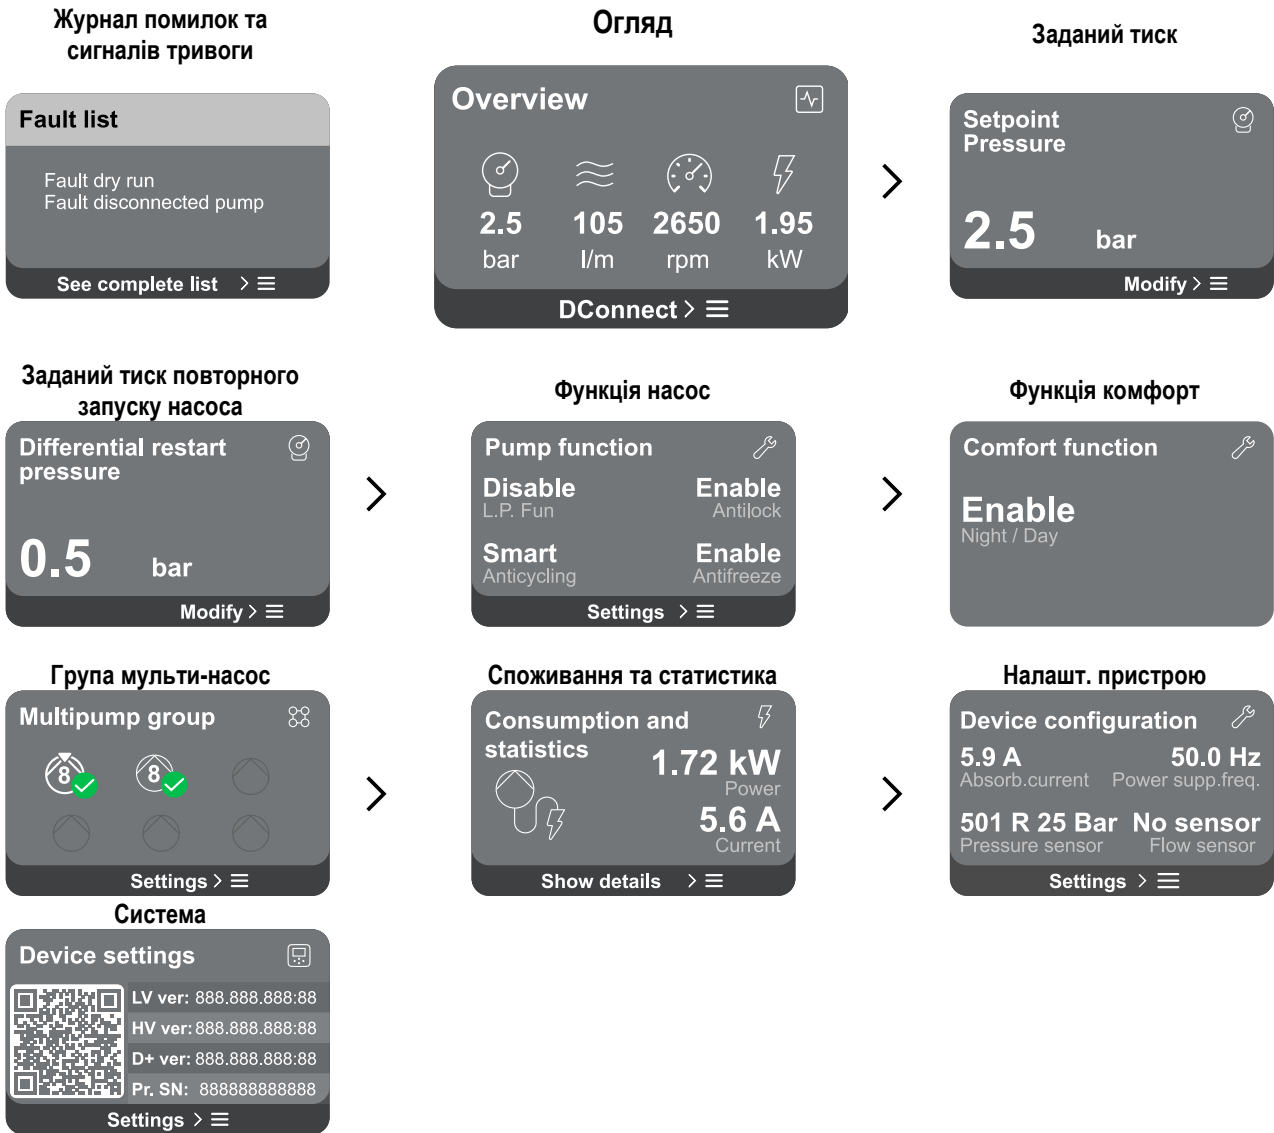 Журнал помилок та
сигналів тривоги
Fault list
Fault dry run
Fault disconnected pump
See complete list
Огляд
Overview
2.5 105 2650 1.95
bar l/m rpm kW
DConnect
Заданий тиск
Setpoint
Pressure
2.5 bar
Modify
Заданий тиск повторного
запуску насоса
Differential restart
pressure
0.5 bar
Modify
Функція насос
Pump function
Disable Enable
L.P. Fun Antilock
Smart Enable
Anticycling Antifreeze
Settings
Функція комфорт
Comfort function
Enable
Night / Day
Група мульти-насос
Multipump group
8 8
Settings
Споживання та статистика
Consumption and
statistics
1.72 kW
Power
5.6 A
Current
Show details
Налашт. пристрою
Device configuration
5.9 A 50.0 Hz
Absorb.current Power supp.freq.
501 R 25 Bar No sensor
Pressure sensor Flow sensor
Settings
Система
Device settings
LV ver: 888.888.888:88
HV ver: 888.888.888:88
D+ ver: 888.888.888:88
Pr. SN: 888888888888
Settings